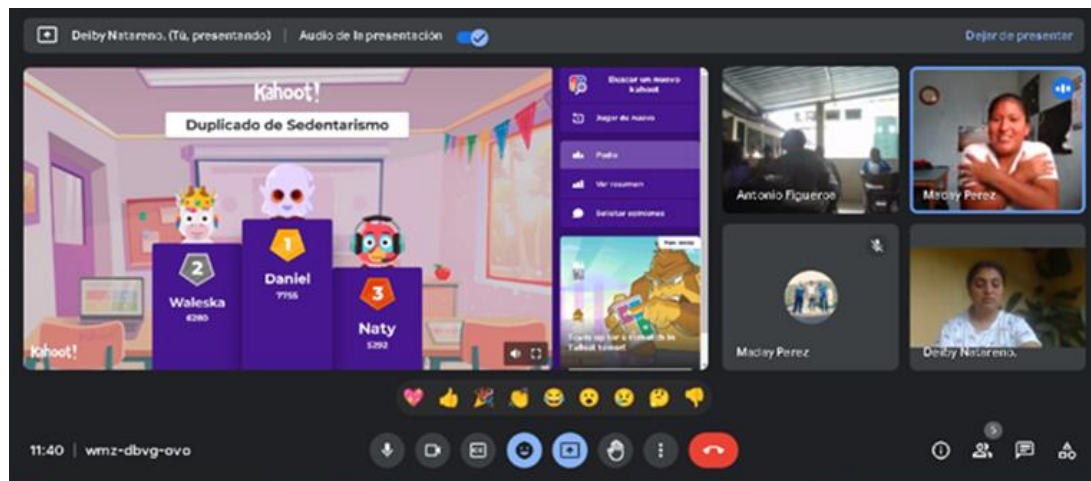 Deiby Natareno. (Tú, presentando) | Audio de la presentación
Dejar de presentar
Kahoot!
Duplicado de Sedentarismo
1
Daniel
7755
2
Waleska
6280
3
Naty
5292
Kahoot!
Buscar un nuevo
kahoot
Jugar de nuevo
Podio
Ver resumen
Solicitar opiniones
Antonio Figueroa
Maday Perez
Maday Perez
Deiby Natareno.
11:40 | wmz-dbvg-ovo
5